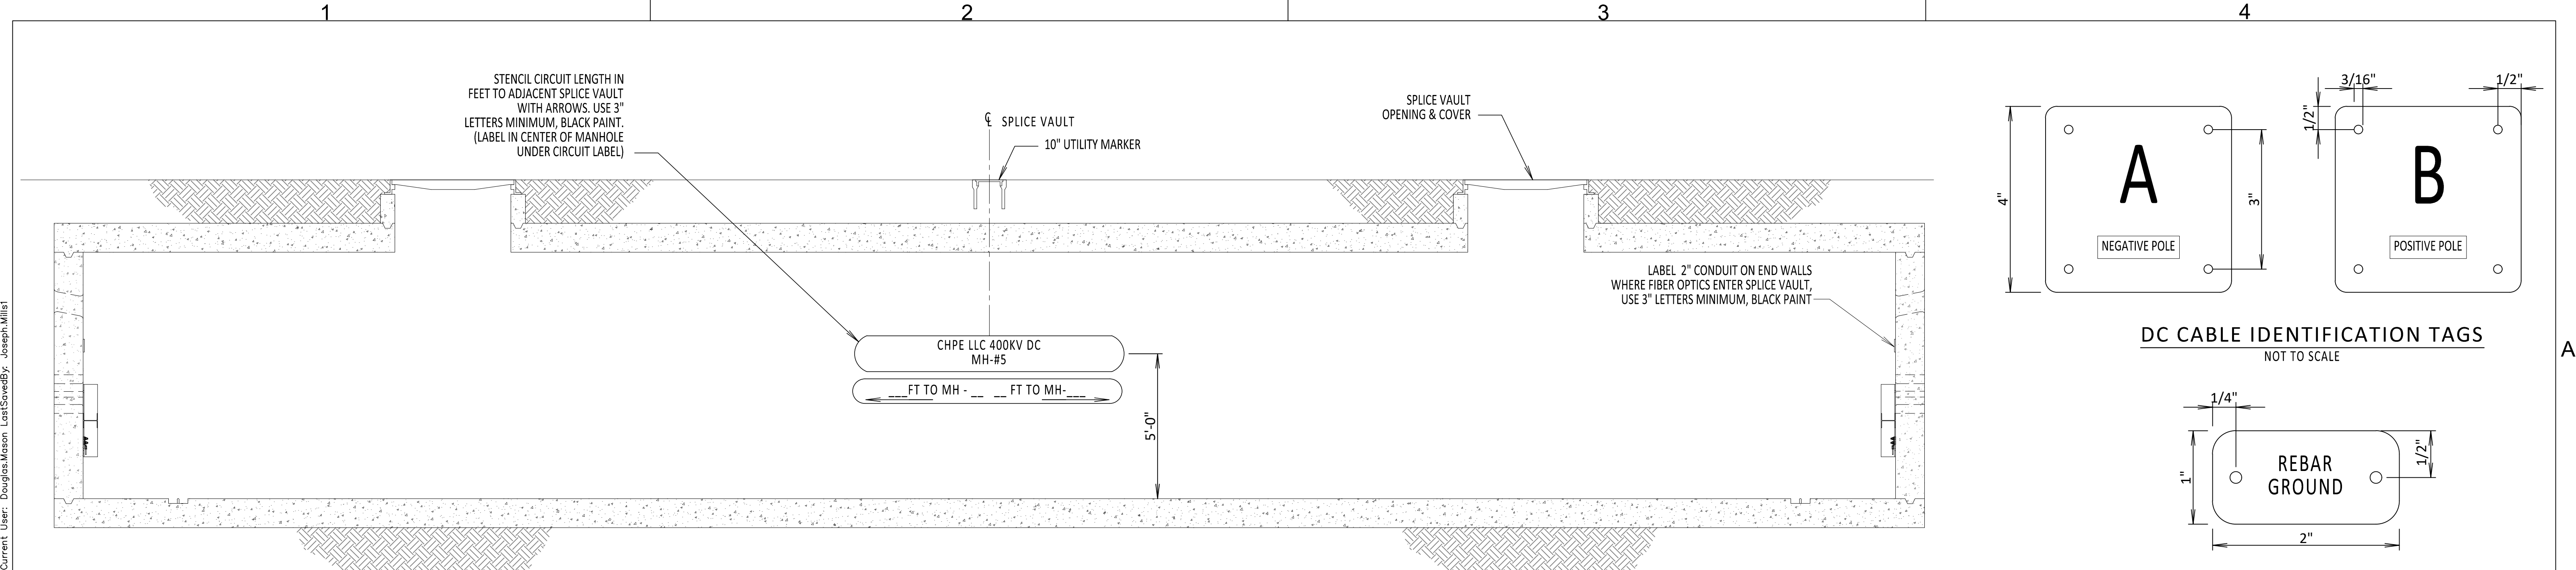 1
2
3
4
STENCIL CIRCUIT LENGTH IN
FEET TO ADJACENT SPLICE VAULT
WITH ARROWS. USE 3"
LETTERS MINIMUM, BLACK PAINT.
(LABEL IN CENTER OF MANHOLE
UNDER CIRCUIT LABEL)
℄ SPLICE VAULT
10" UTILITY MARKER
SPLICE VAULT
OPENING & COVER
LABEL 2" CONDUIT ON END WALLS
WHERE FIBER OPTICS ENTER SPLICE VAULT,
USE 3" LETTERS MINIMUM, BLACK PAINT
CHPE LLC 400KV DC
MH-#5
___FT TO MH - __ __ FT TO MH-___
5'-0"
4"
A
NEGATIVE POLE
3"
3/16"
1/2"
1/2"
B
POSITIVE POLE
DC CABLE IDENTIFICATION TAGS
NOT TO SCALE
1/4"
1"
REBAR
GROUND
1/2"
2"
A
Current User: Douglas.Mason LastSavedBy: Joseph.Mills1